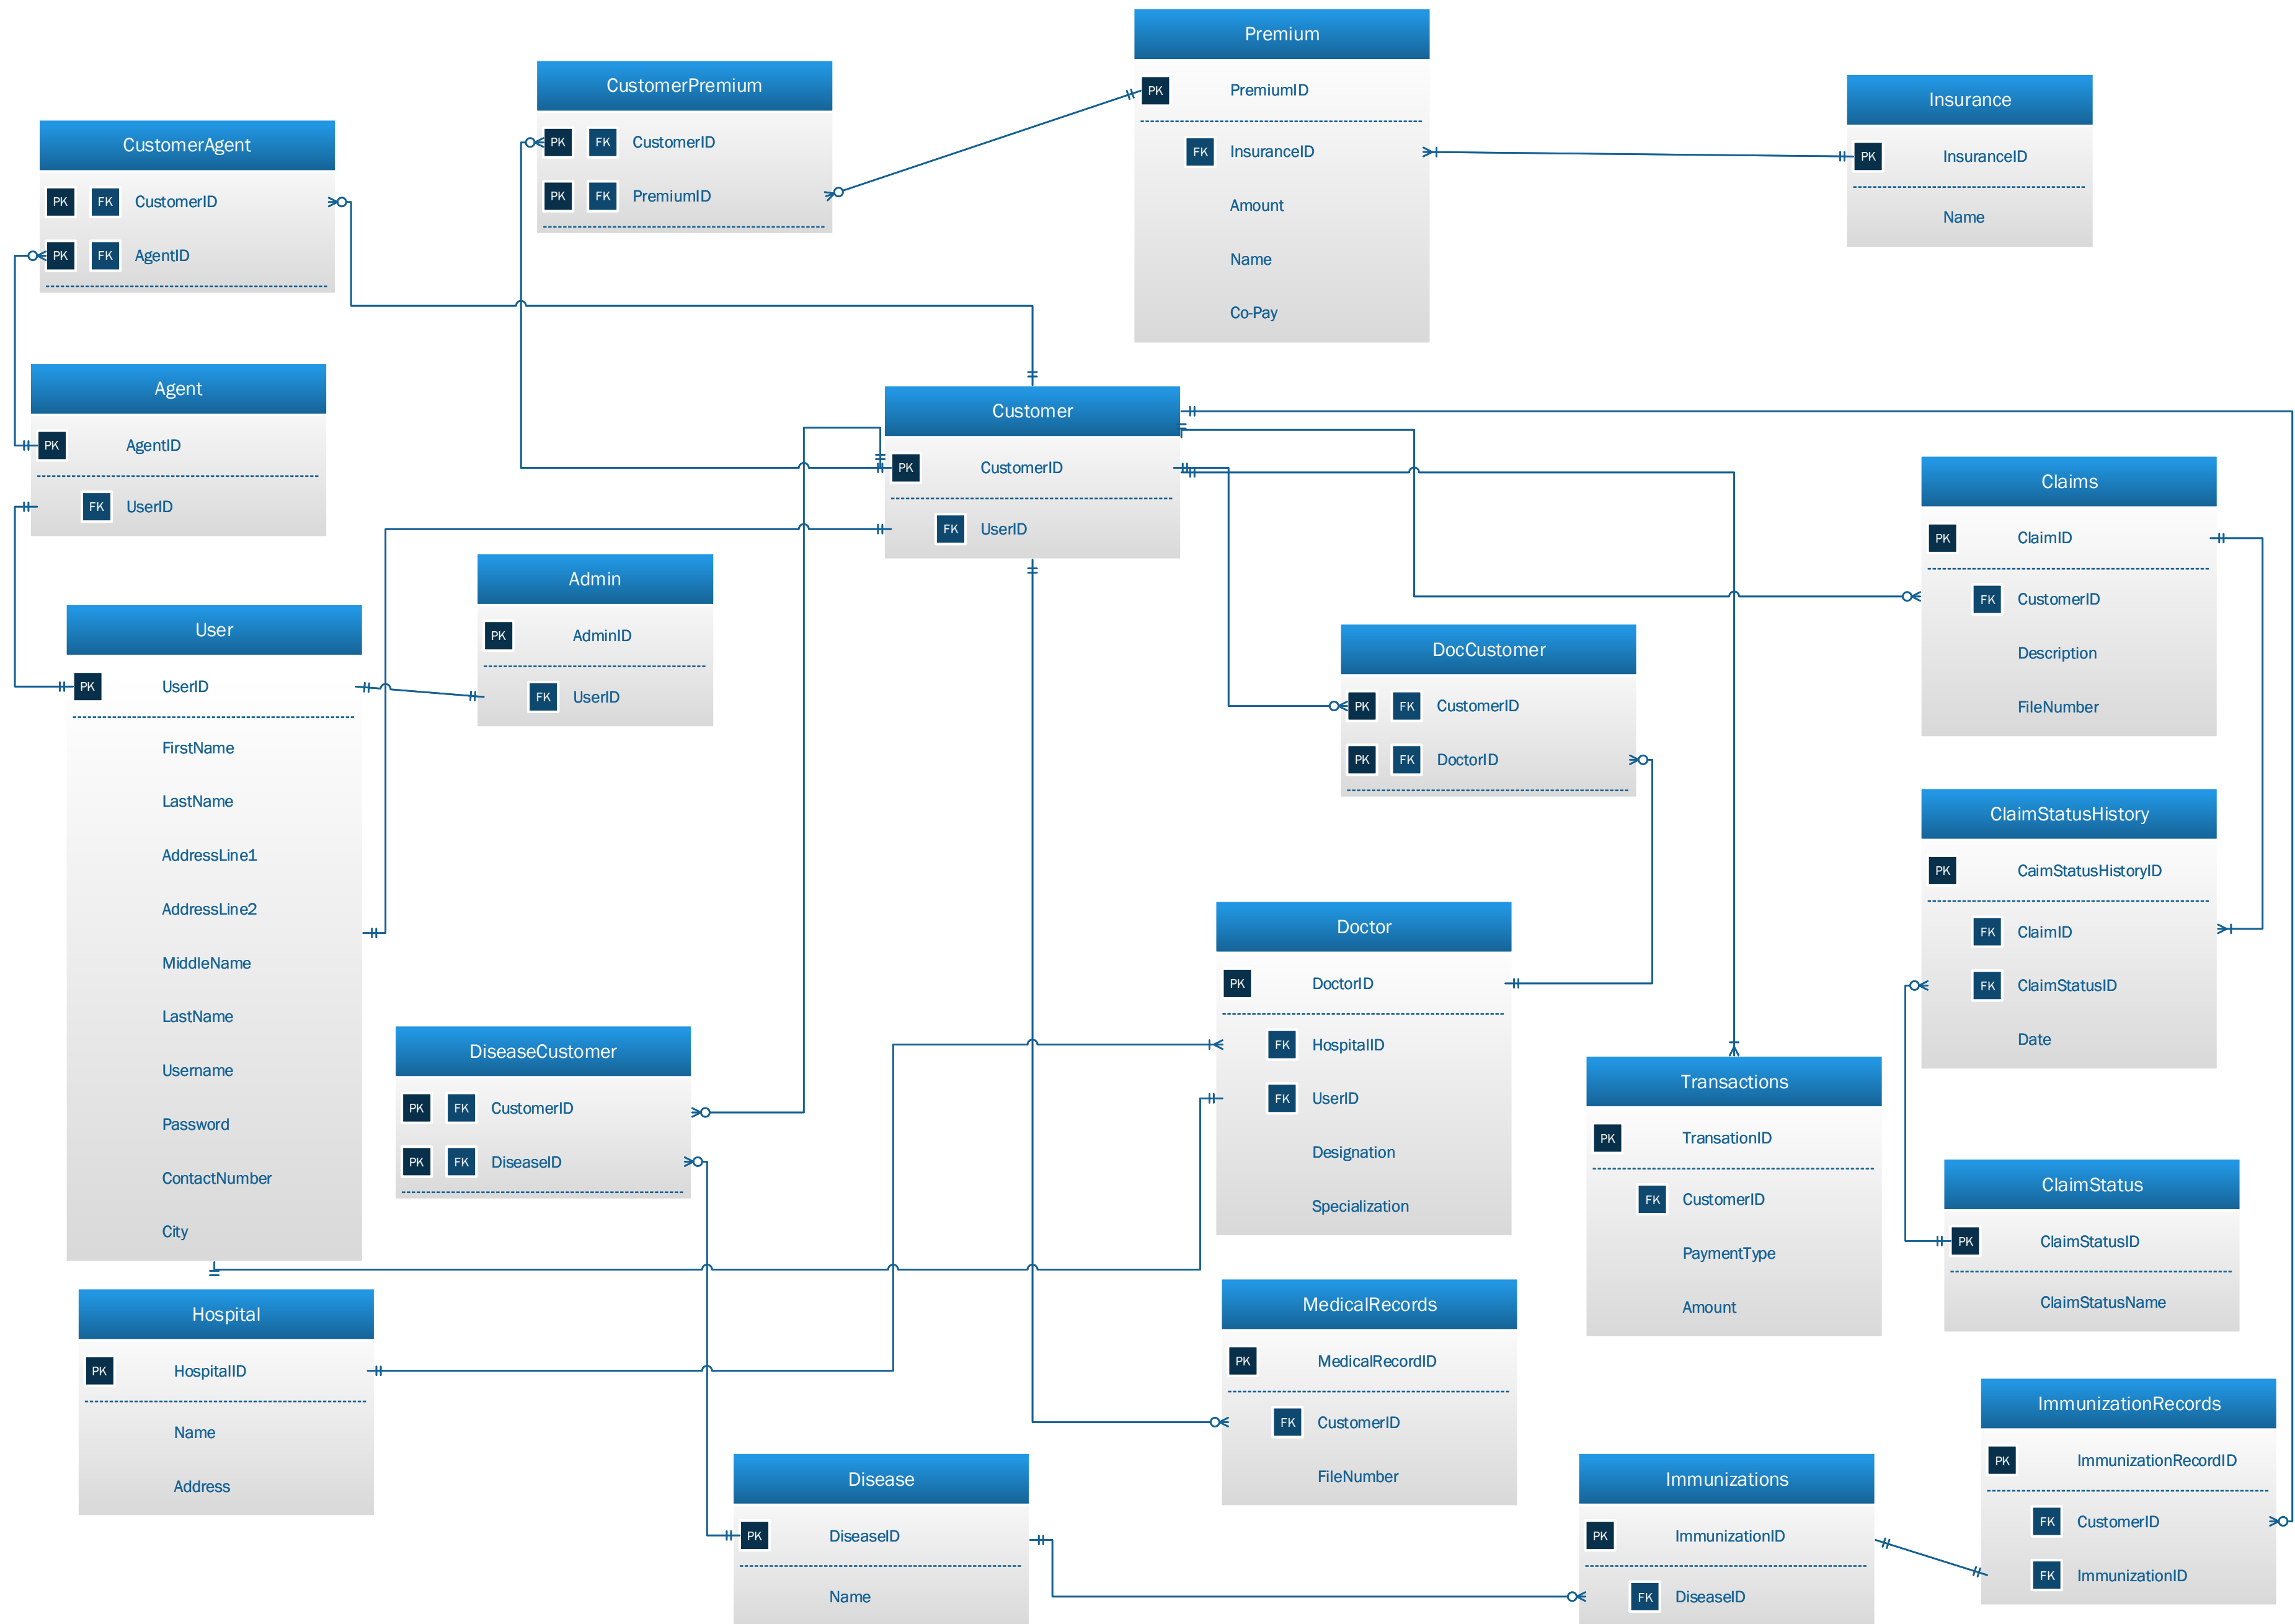 Premium
PK PremiumID
FK InsuranceID
Amount
Name
Co-Pay
CustomerPremium
PK FK CustomerID
PK FK PremiumID
Insurance
PK InsuranceID
Name
CustomerAgent
PK FK CustomerID
PK FK AgentID
Agent
PK AgentID
FK UserID
Customer
PK CustomerID
FK UserID
Claims
PK ClaimID
FK CustomerID
Description
FileNumber
Admin
PK AdminID
FK UserID
User
PK UserID
FirstName
LastName
AddressLine1
AddressLine2
MiddleName
LastName
Username
Password
ContactNumber
City
DocCustomer
PK FK CustomerID
PK FK DoctorID
ClaimStatusHistory
PK CaimStatusHistoryID
FK ClaimID
FK ClaimStatusID
Date
Doctor
PK DoctorID
FK HospitalID
FK UserID
Designation
Specialization
DiseaseCustomer
PK FK CustomerID
PK FK DiseaseID
Transactions
PK TransationID
FK CustomerID
PaymentType
Amount
ClaimStatus
PK ClaimStatusID
ClaimStatusName
Hospital
PK HospitalID
Name
Address
MedicalRecords
PK MedicalRecordID
FK CustomerID
FileNumber
ImmunizationRecords
PK ImmunizationRecordID
FK CustomerID
FK ImmunizationID
Disease
PK DiseaseID
Name
Immunizations
PK ImmunizationID
FK DiseaseID